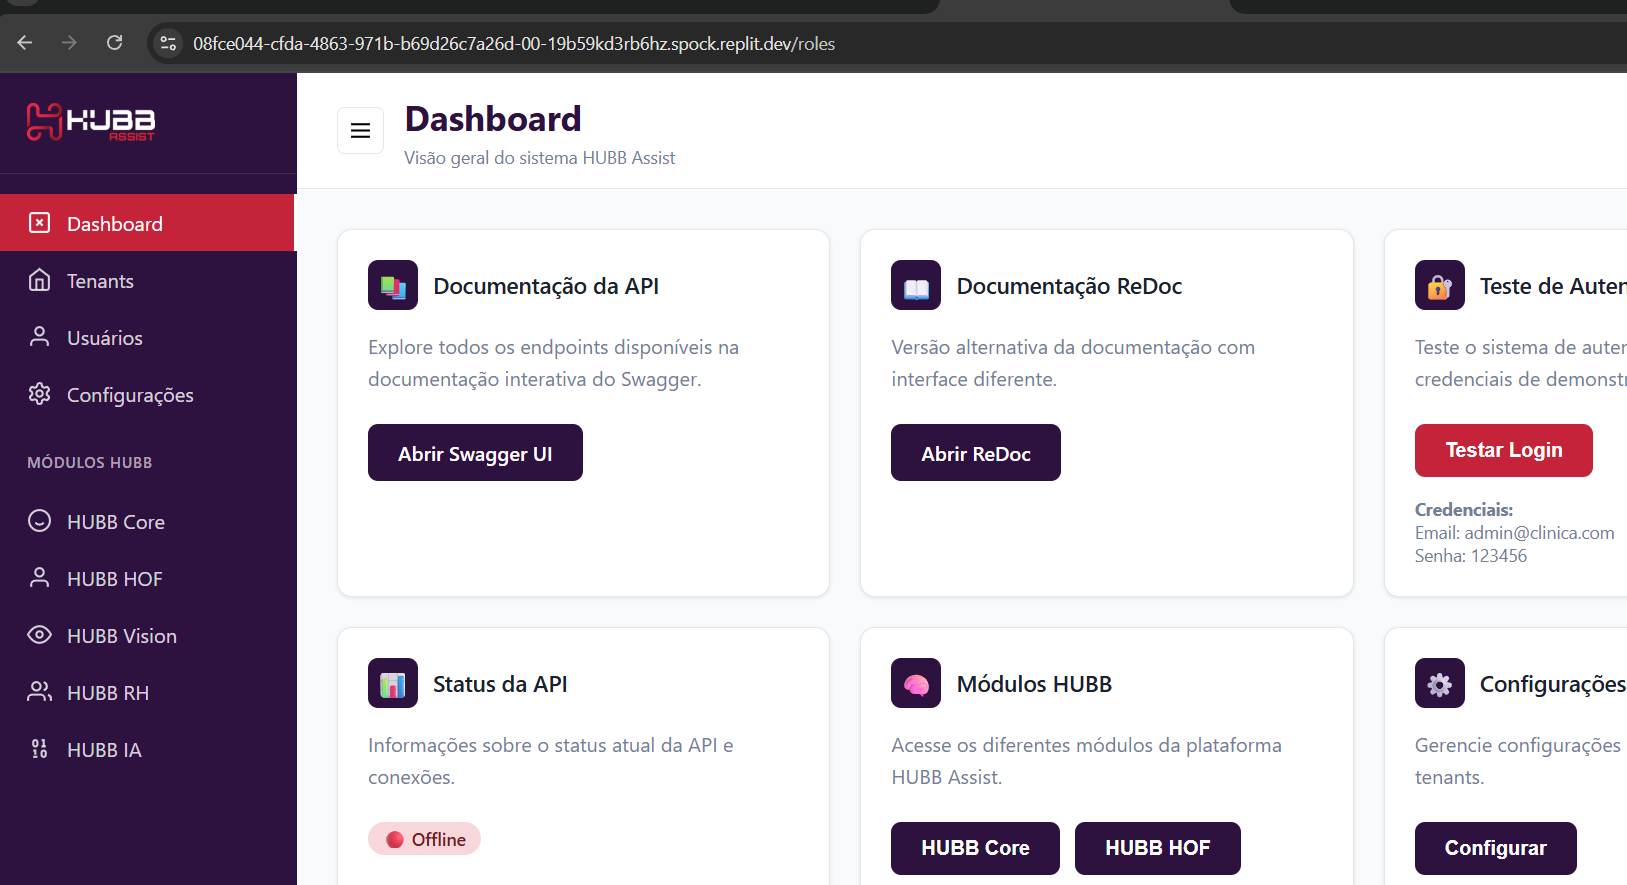 08fce044-cfda-4863-971b-b69d26c7a26d-00-19b59kd3rb6hz.spock.replit.dev/roles
HUBB
ASSIST
Dashboard
Tenants
Usuários
Configurações
MÓDULOS HUBB
HUBB Core
HUBB HOF
HUBB Vision
HUBB RH
HUBB IA
Dashboard
Visão geral do sistema HUBB Assist
Documentação da API
Explore todos os endpoints disponíveis na
documentação interativa do Swagger.
Abrir Swagger UI
Documentação ReDoc
Versão alternativa da documentação com
interface diferente.
Abrir ReDoc
Teste de Auten
Teste o sistema de auten
credenciais de demonstr
Testar Login
Credenciais:
Email: admin@clinica.com
Senha: 123456
Status da API
Informações sobre o status atual da API e
conexões.
Offline
Módulos HUBB
Acesse os diferentes módulos da plataforma
HUBB Assist.
HUBB Core
HUBB HOF
Configurações
Gerencie configurações
tenants.
Configurar